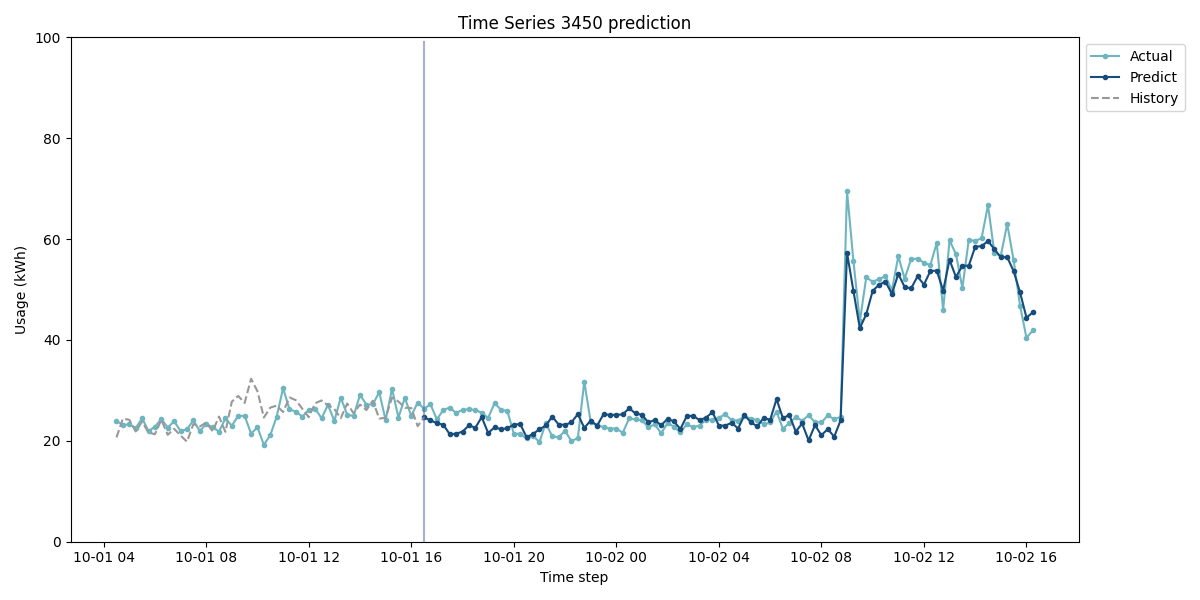 Time Series 3450 prediction
100
80
60
40
20
0
Usage (kWh)
10-01 04
10-01 08
10-01 12
10-01 16
10-01 20
10-02 00
10-02 04
10-02 08
10-02 12
10-02 16
Time step
Actual
Predict
History